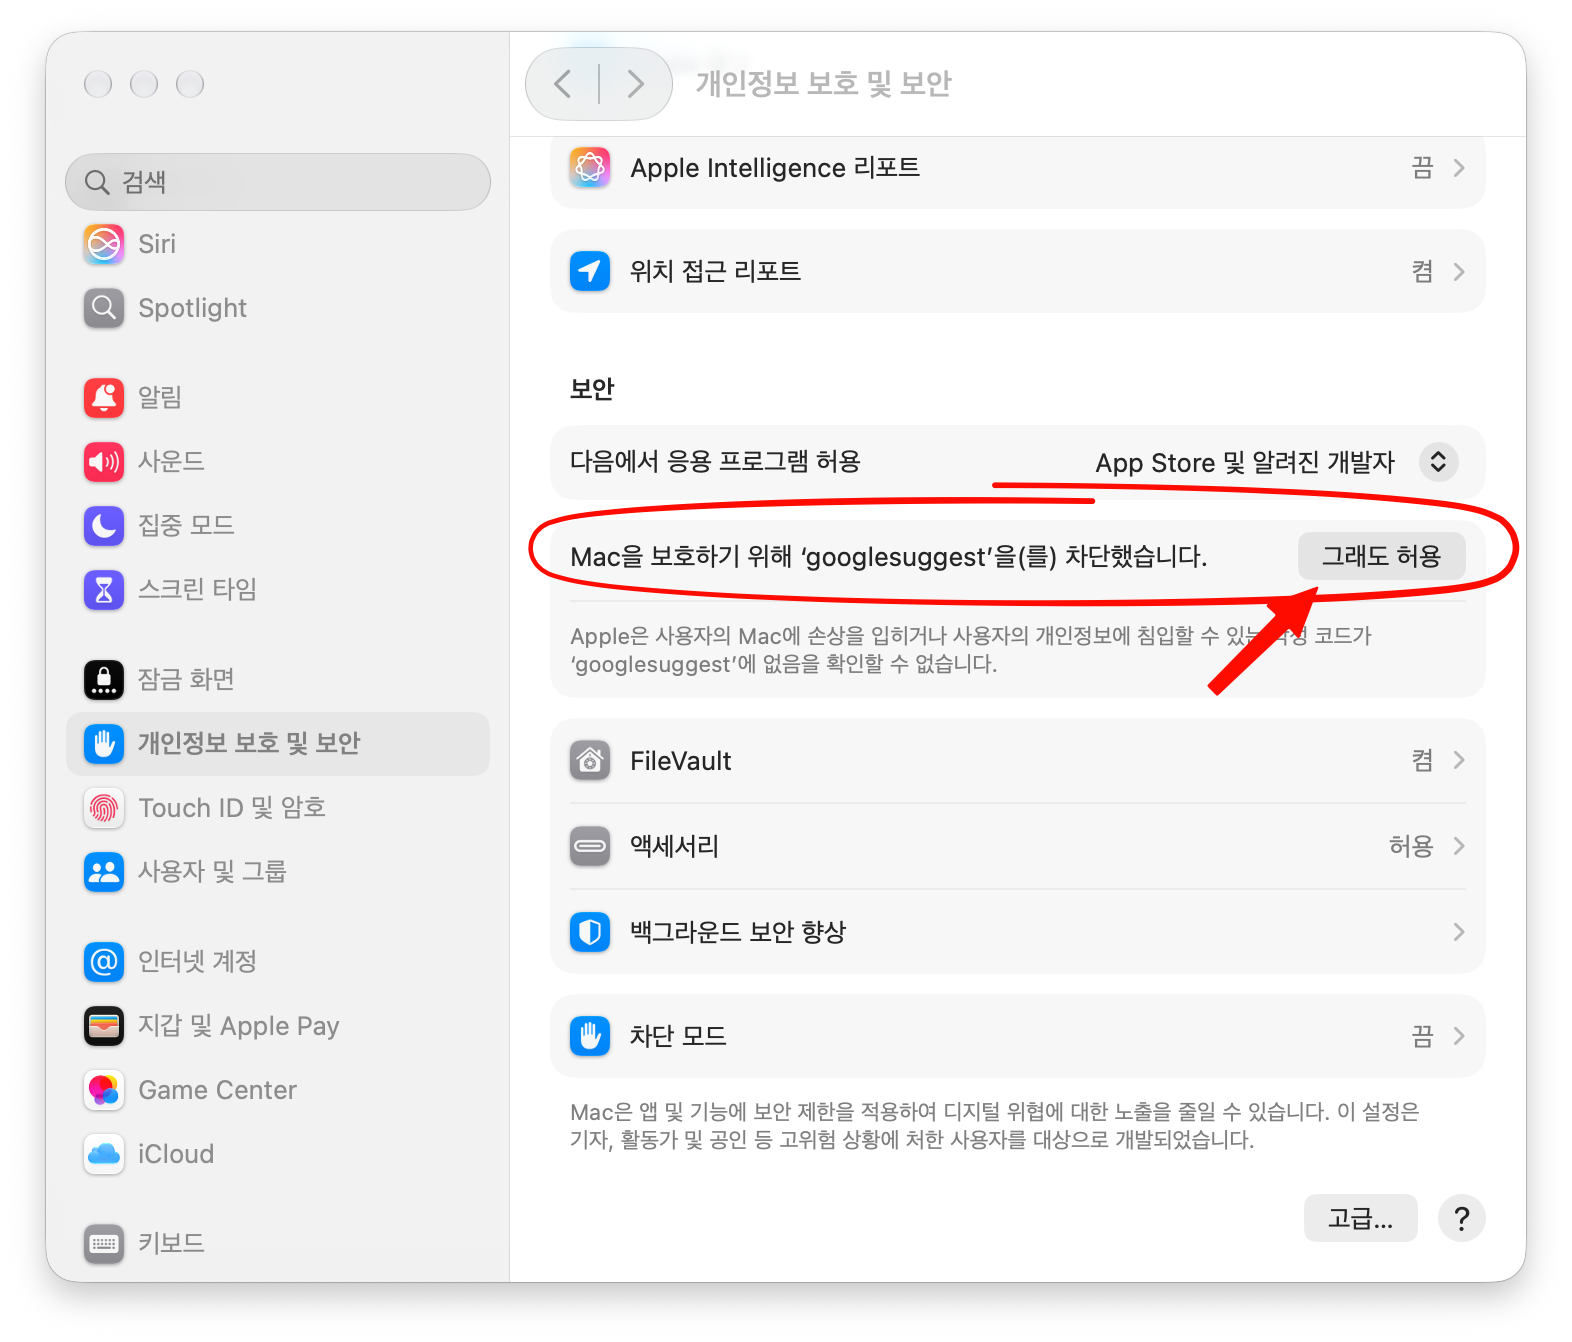 개인정보 보호 및 보안
검색
Siri
Spotlight
알림
사운드
집중 모드
스크린 타임
잠금 화면
개인정보 보호 및 보안
Touch ID 및 암호
사용자 및 그룹
인터넷 계정
지갑 및 Apple Pay
Game Center
iCloud
키보드
Apple Intelligence 리포트 끔
위치 접근 리포트 켬
보안
다음에서 응용 프로그램 허용 App Store 및 알려진 개발자
Mac을 보호하기 위해 ‘googlesuggest’을(를) 차단했습니다. 그래도 허용
Apple은 사용자의 Mac에 손상을 입히거나 사용자의 개인정보에 침입할 수 있는 악성 코드가
‘googlesuggest’에 없음을 확인할 수 없습니다.
FileVault 켬
액세서리 허용
백그라운드 보안 향상
차단 모드 끔
Mac은 앱 및 기능에 보안 제한을 적용하여 디지털 위협에 대한 노출을 줄일 수 있습니다. 이 설정은
기자, 활동가 및 공인 등 고위험 상황에 처한 사용자를 대상으로 개발되었습니다.
고급... ?